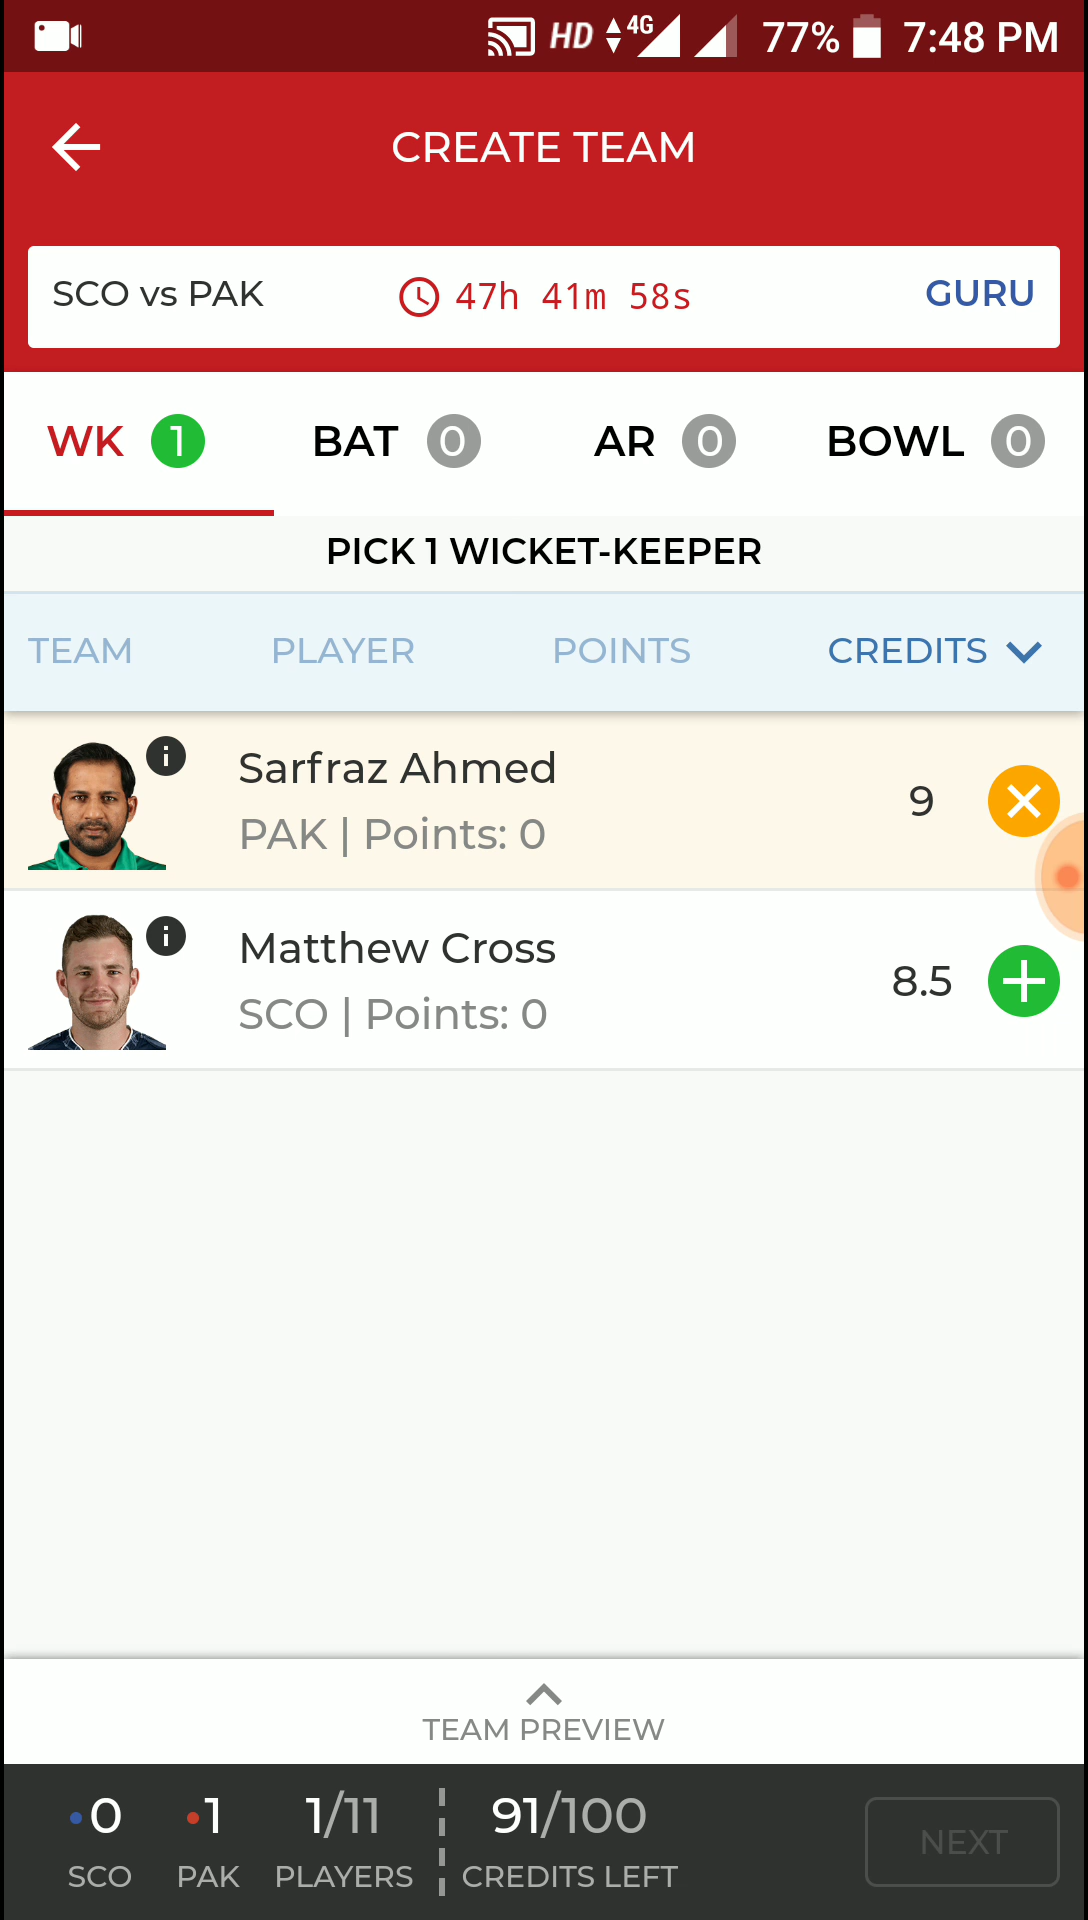 HD 4G 77% 7:48 PM
CREATE TEAM
SCO vs PAK 47h 41m 58s GURU
WK 1 BAT 0 AR 0 BOWL 0
PICK 1 WICKET-KEEPER
TEAM PLAYER POINTS CREDITS
Sarfraz Ahmed
PAK | Points: 0
9
Matthew Cross
SCO | Points: 0
8.5
TEAM PREVIEW
0 1 1/11 91/100
SCO PAK PLAYERS CREDITS LEFT
NEXT